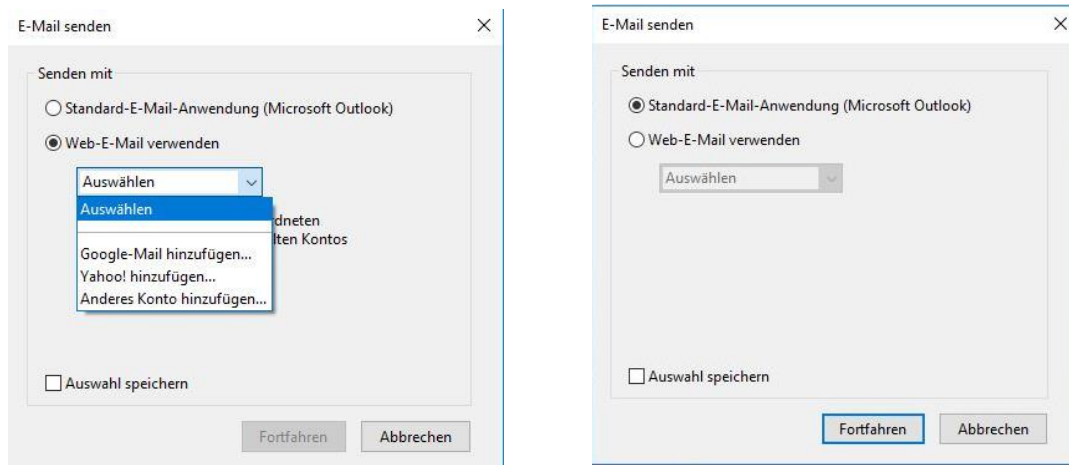 E-Mail senden
Senden mit
Standard-E-Mail-Anwendung (Microsoft Outlook)
Web-E-Mail verwenden
Auswählen
Auswählen
Google-Mail hinzufügen...
Yahoo! hinzufügen...
Anderes Konto hinzufügen...
Kontos
Auswahl speichern
Fortfahren
Abbrechen
E-Mail senden
Senden mit
Standard-E-Mail-Anwendung (Microsoft Outlook)
Web-E-Mail verwenden
Auswählen
Auswahl speichern
Fortfahren
Abbrechen